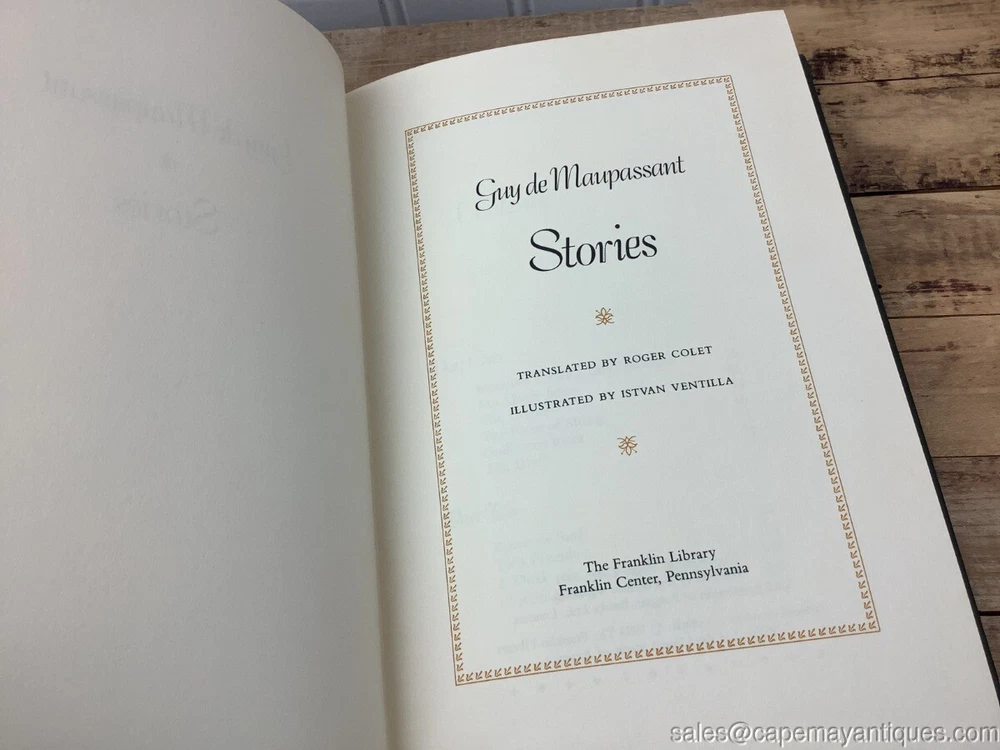 Guy de Maupassant
Stories
TRANSLATED BY ROGER COLET
ILLUSTRATED BY ISTVAN VENTILLA
The Franklin Library
Franklin Center, Pennsylvania
sales@capemayantiques.com